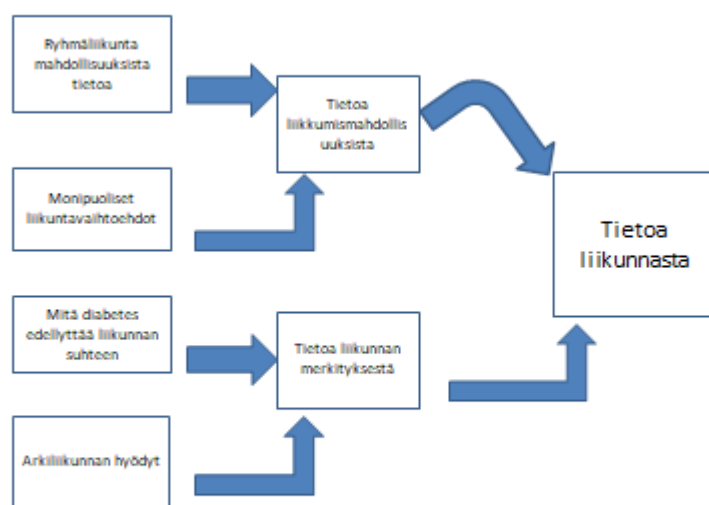 Ryhmäliikunta
mahdollisuuksista
tietoa
Tietoa
liikkumismahdollis
uuksista
Monipuoliset
liikuntavaihtoehdot
Tietoa
liikunnasta
Mitä diabetes
edellyttää liikunnan
suhteen
Tietoa liikunnan
merkityksestä
Arkiliikunnan hyödyt